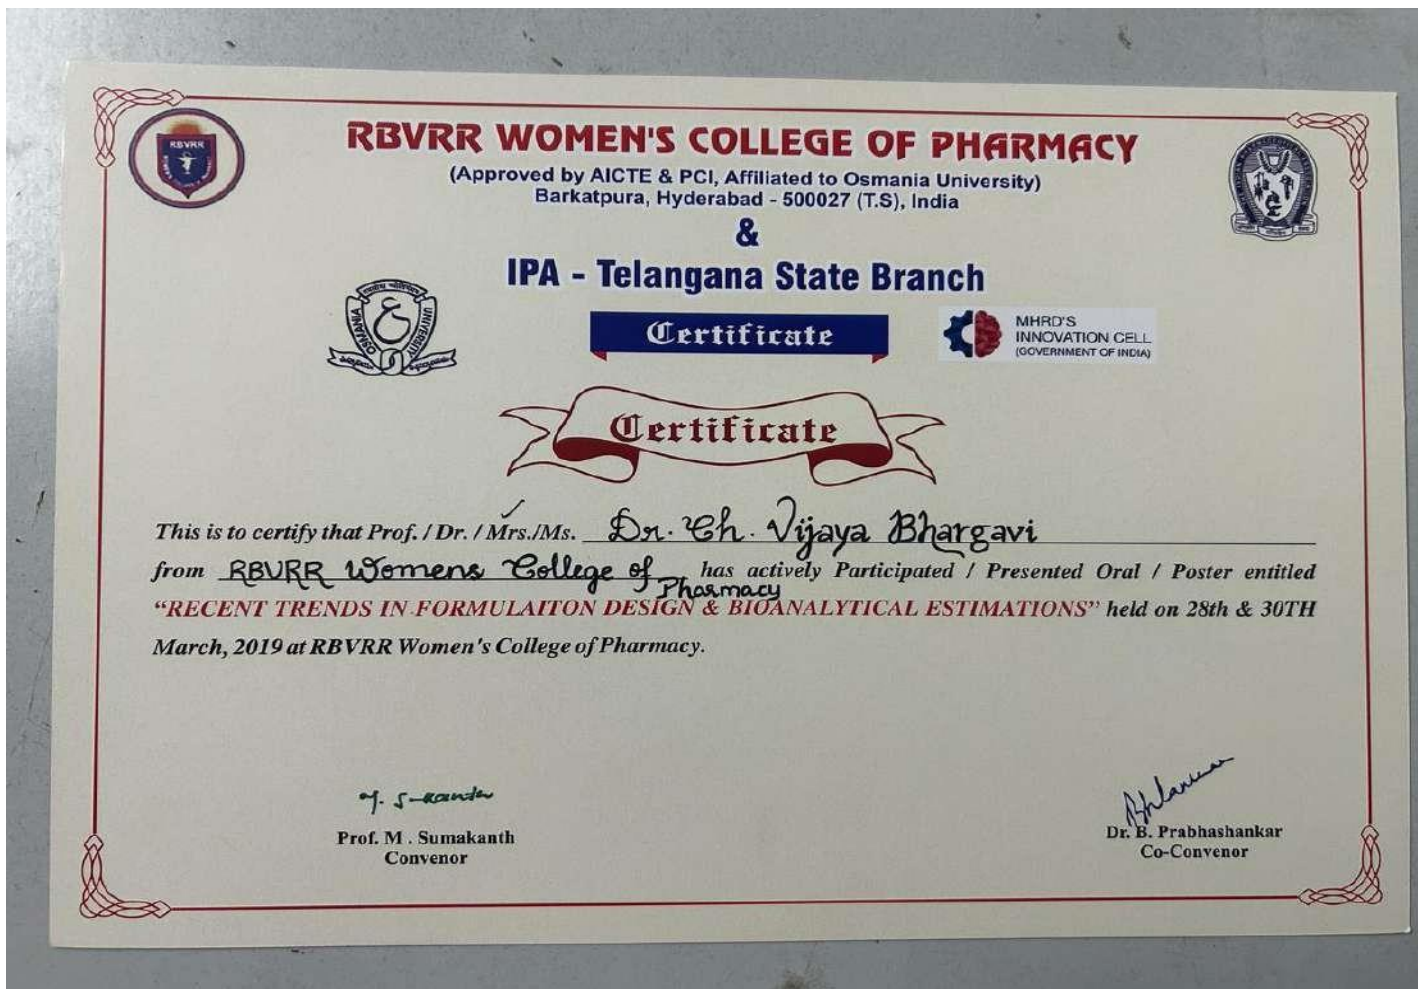 RBVRR
RBVRR WOMEN'S COLLEGE OF PHARMACY
(Approved by AICTE & PCI, Affiliated to Osmania University)
Barkatpura, Hyderabad - 500027 (T.S), India
&
IPA - Telangana State Branch
OSMANIA UNIVERSITY
Certificate
MHRD'S
INNOVATION CELL
(GOVERNMENT OF INDIA)
Certificate
This is to certify that Prof. / Dr. / Mrs./Ms. Dr. Ch. Vijaya Bhargavi
from RBVRR Womens College of Pharmacy has actively Participated / Presented Oral / Poster entitled
“RECENT TRENDS IN FORMULAITON DESIGN & BIOANALYTICAL ESTIMATIONS” held on 28th & 30TH
March, 2019 at RBVRR Women's College of Pharmacy.
Prof. M . Sumakanth
Convenor
Dr. B. Prabhashankar
Co-Convenor